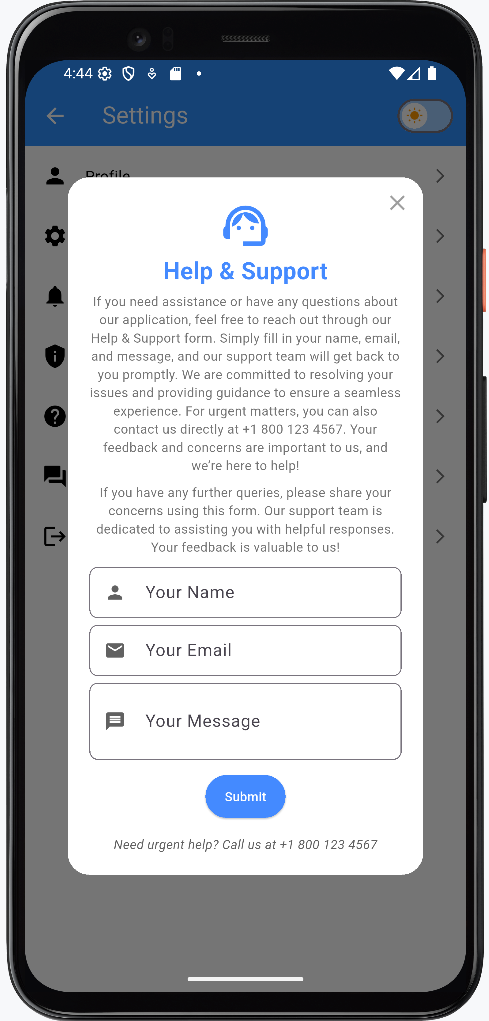 4:44
Settings
Profile
Help & Support
If you need assistance or have any questions about
our application, feel free to reach out through our
Help & Support form. Simply fill in your name, email,
and message, and our support team will get back to
you promptly. We are committed to resolving your
issues and providing guidance to ensure a seamless
experience. For urgent matters, you can also
contact us directly at +1 800 123 4567. Your
feedback and concerns are important to us, and
we're here to help!
If you have any further queries, please share your
concerns using this form. Our support team is
dedicated to assisting you with helpful responses.
Your feedback is valuable to us!
Your Name
Your Email
Your Message
Submit
Need urgent help? Call us at +1 800 123 4567